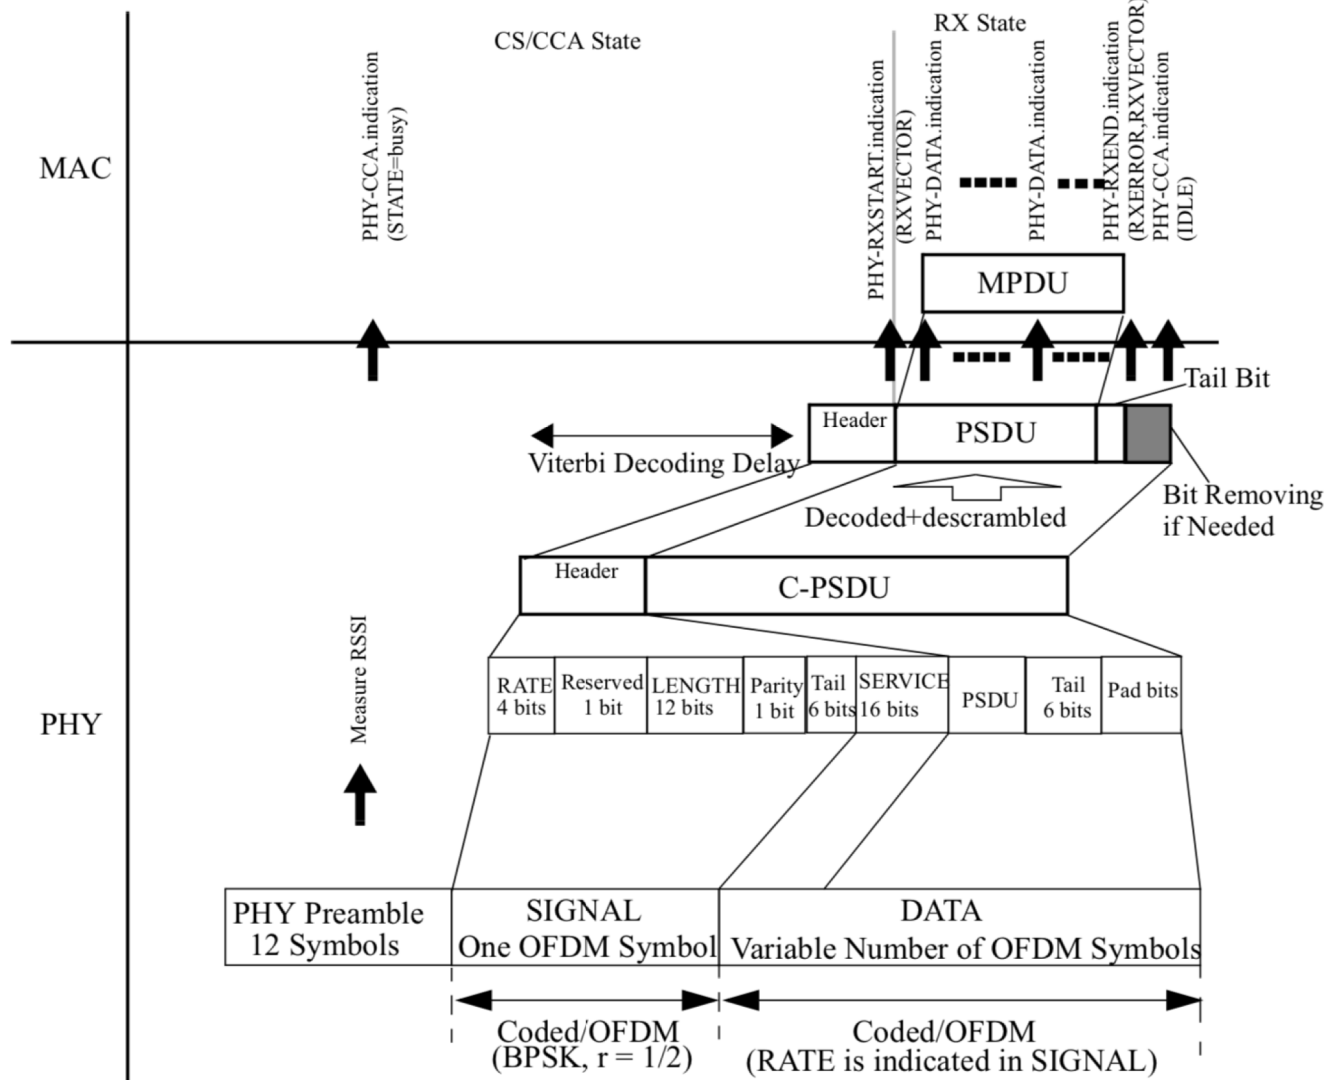 CS/CCA State
RX State
PHY-CCA.indication
(STATE=busy)
PHY-RXSTART.indication
(RXVECTOR)
PHY-DATA.indication
PHY-DATA.indication
PHY-RXEND.indication
(RXERROR,RXVECTOR)
PHY-CCA.indication
(IDLE)
MAC
MPDU
Tail Bit
Header
PSDU
Viterbi Decoding Delay
Decoded+descrambled
Bit Removing
if Needed
Header
C-PSDU
Measure RSSI
PHY
RATE
4 bits
Reserved
1 bit
LENGTH
12 bits
Parity
1 bit
Tail
6 bits
SERVICE
16 bits
PSDU
Tail
6 bits
Pad bits
PHY Preamble
12 Symbols
SIGNAL
One OFDM Symbol
DATA
Variable Number of OFDM Symbols
Coded/OFDM
(BPSK, r = 1/2)
Coded/OFDM
(RATE is indicated in SIGNAL)